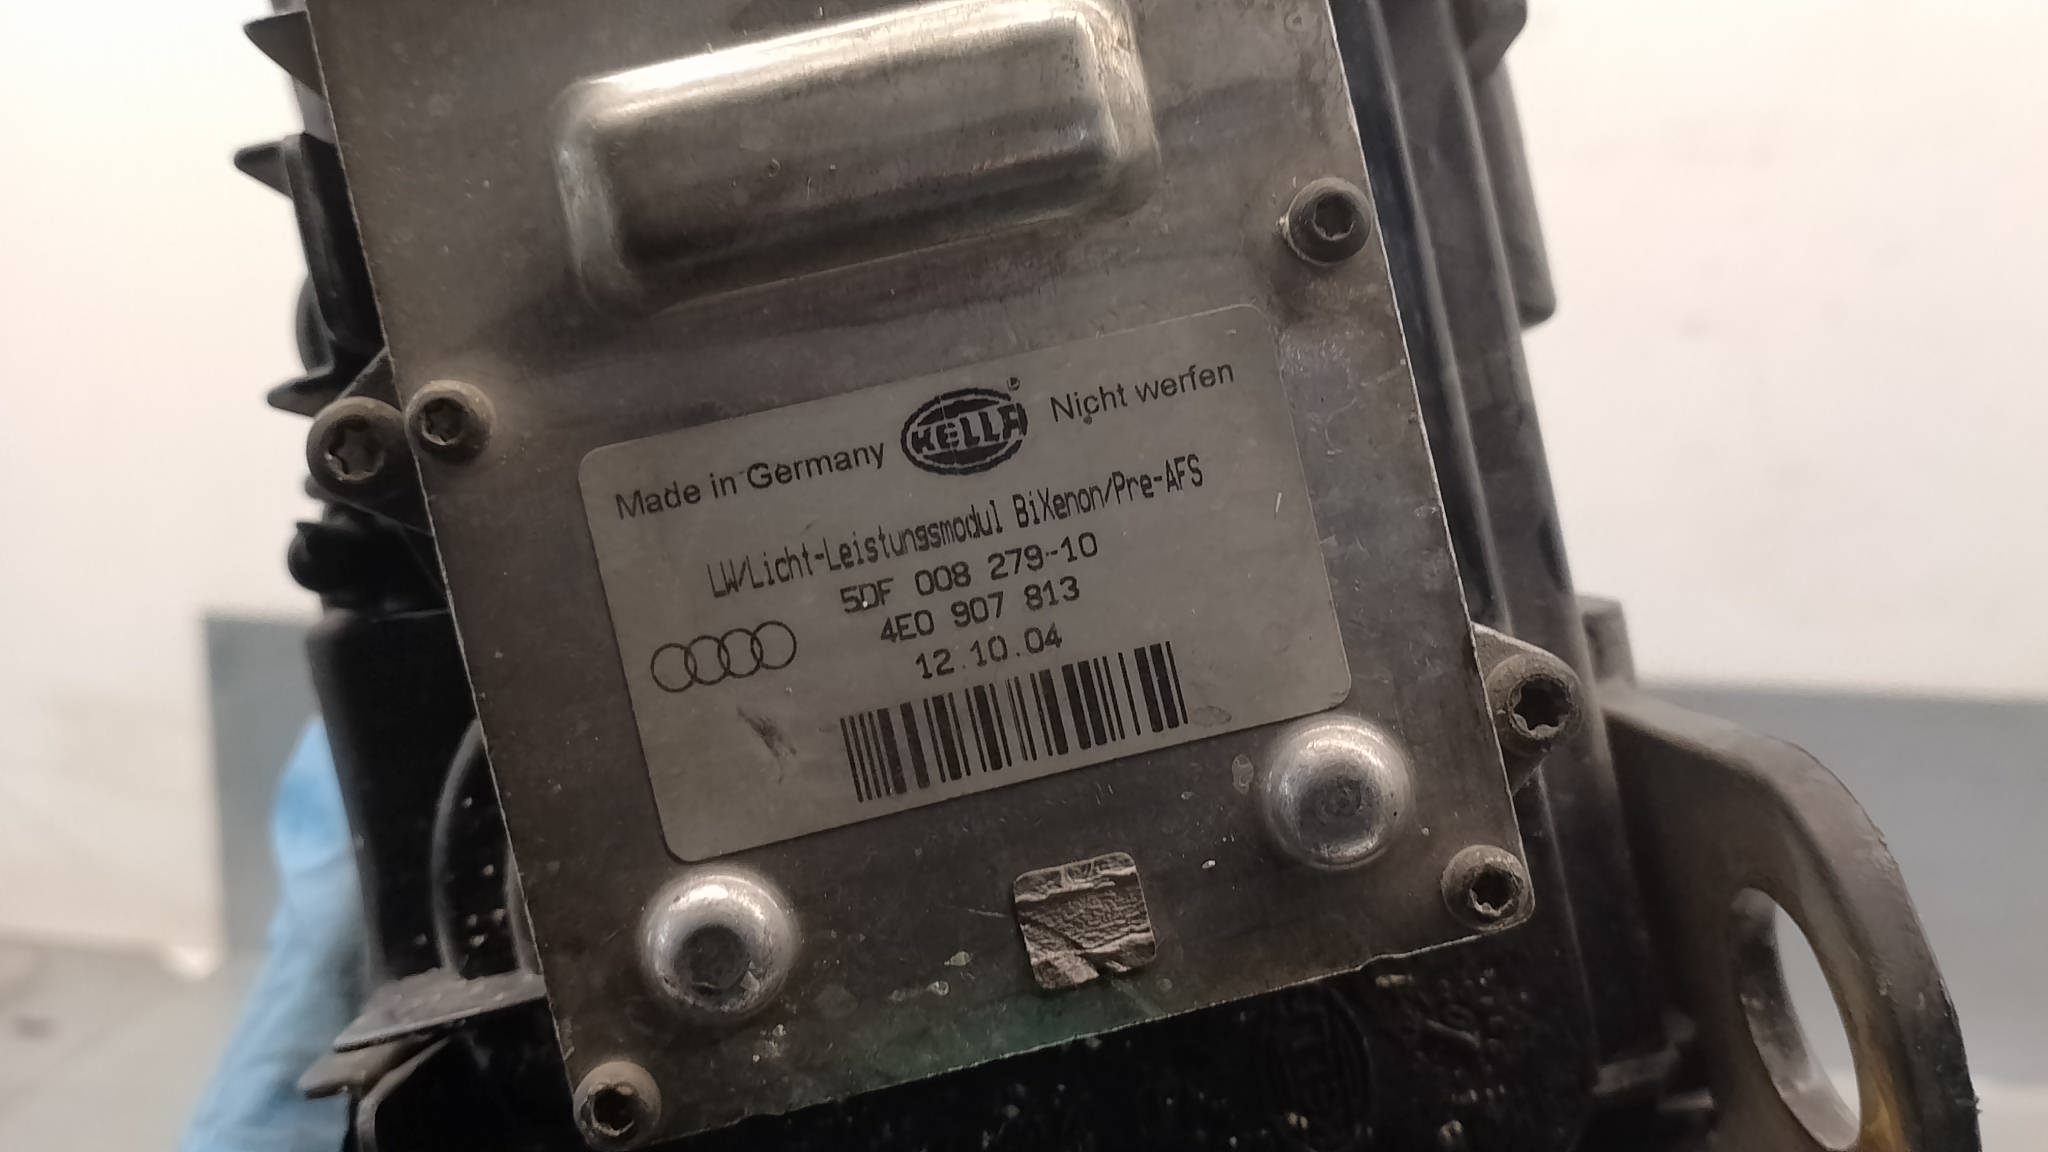 Made in Germany HELLA® Nicht werfen
LW/Licht-Leistungsmodul BiXenon/Pre-AFS
5DF 008 279-10
4E0 907 813
12.10.04